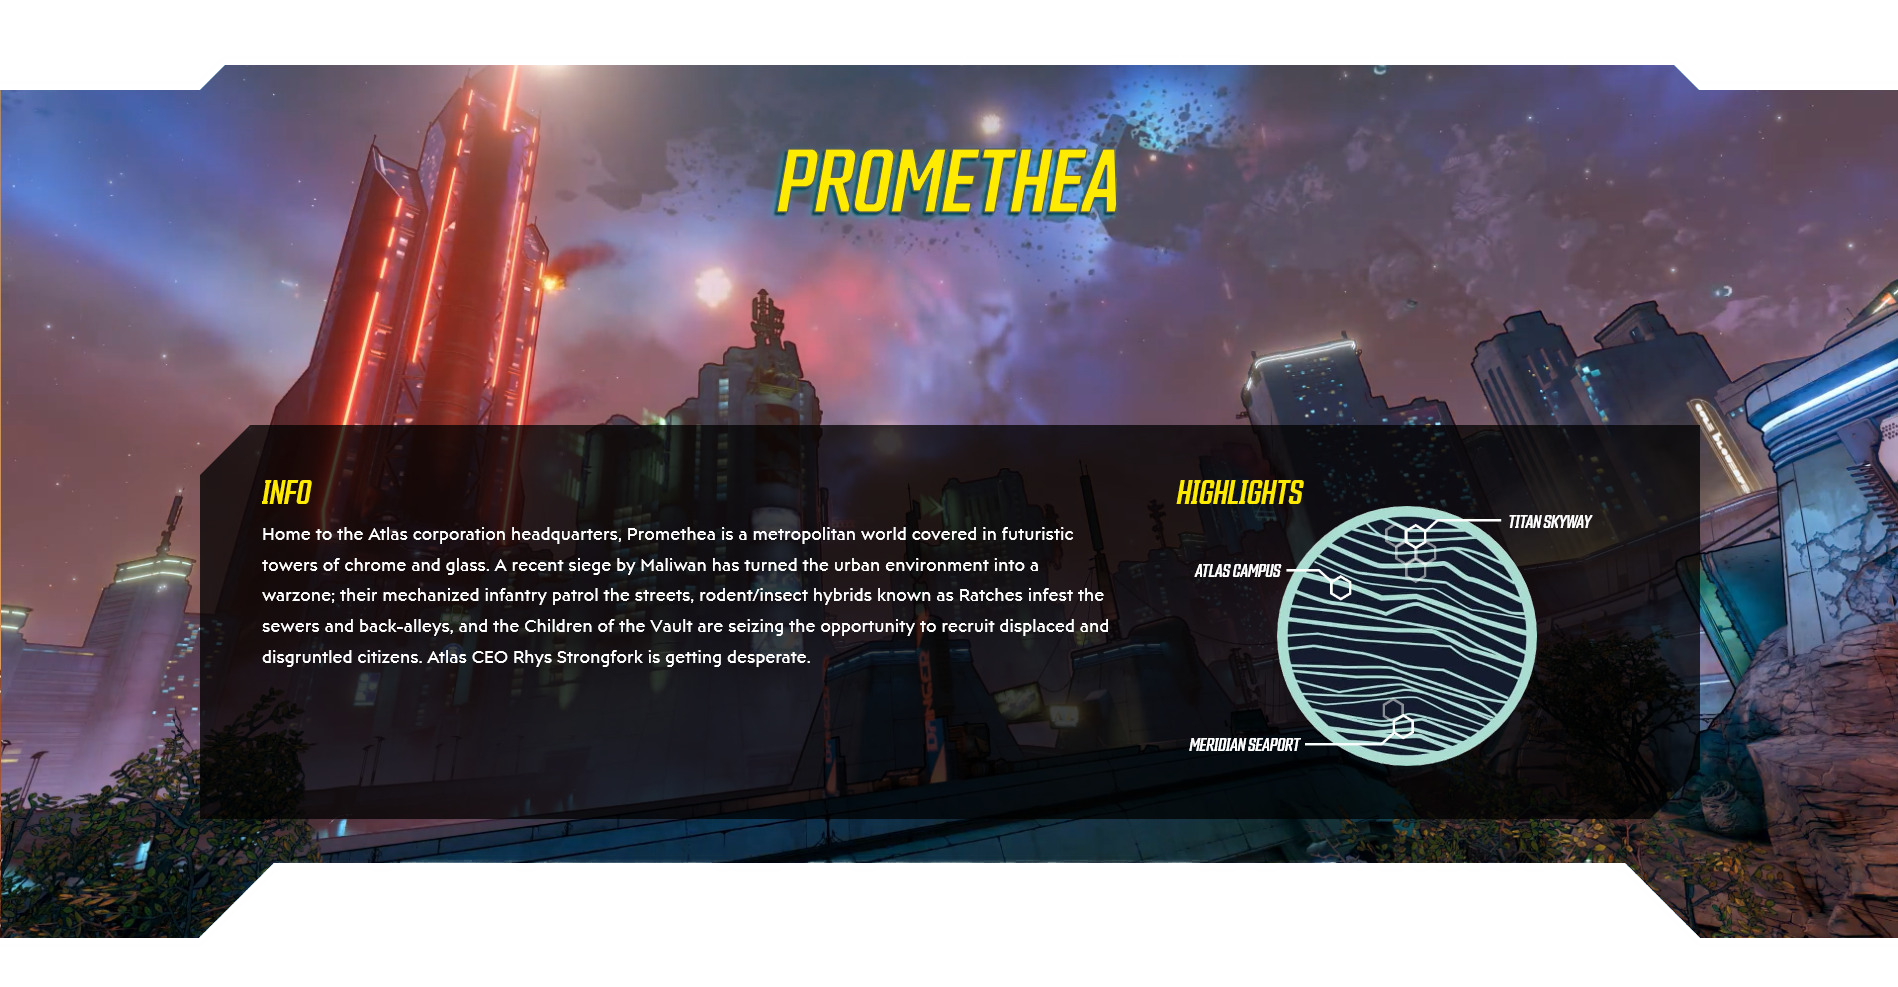 PROMETHEA
INFO
Home to the Atlas corporation headquarters, Promethea is a metropolitan world covered in futuristic
towers of chrome and glass. A recent siege by Maliwan has turned the urban environment into a
warzone; their mechanized infantry patrol the streets, rodent/insect hybrids known as Ratches infest the
sewers and back-alleys, and the Children of the Vault are seizing the opportunity to recruit displaced and
disgruntled citizens. Atlas CEO Rhys Strongfork is getting desperate.
HIGHLIGHTS
TITAN SKYWAY
ATLAS CAMPUS
MERIDIAN SEAPORT
DANGER